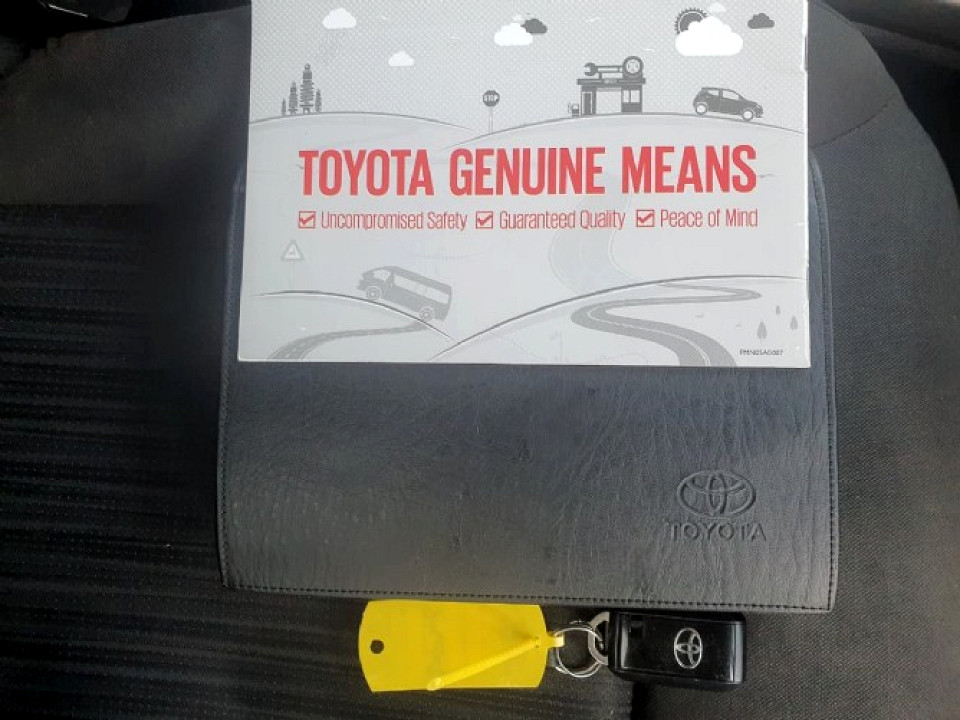 STOP
TOYOTA GENUINE MEANS
Uncompromised Safety Guaranteed Quality Peace of Mind
TOYOTA